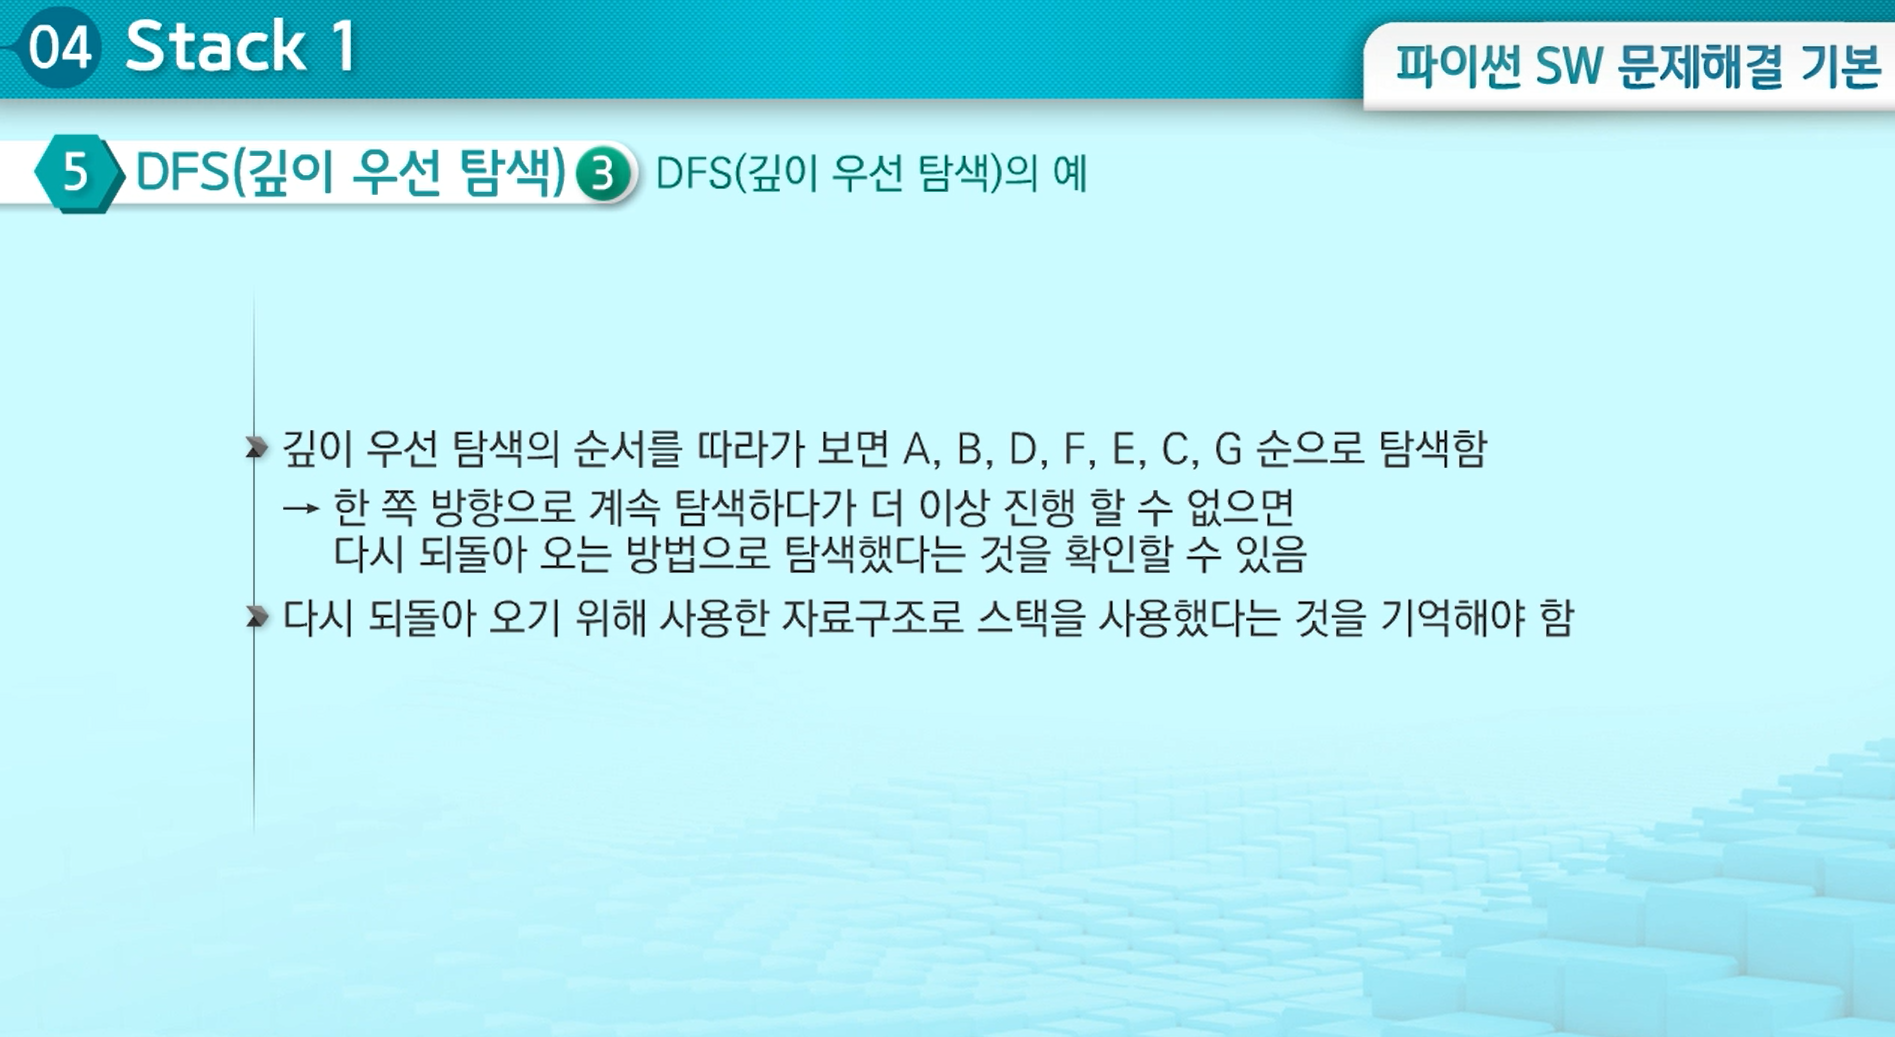 04 Stack 1
파이썬 SW 문제해결 기본
5 DFS(깊이 우선 탐색) 3 DFS(깊이 우선 탐색)의 예
깊이 우선 탐색의 순서를 따라가 보면 A, B, D, F, E, C, G 순으로 탐색함
→ 한 쪽 방향으로 계속 탐색하다가 더 이상 진행 할 수 없으면
다시 되돌아 오는 방법으로 탐색했다는 것을 확인할 수 있음
다시 되돌아 오기 위해 사용한 자료구조로 스택을 사용했다는 것을 기억해야 함